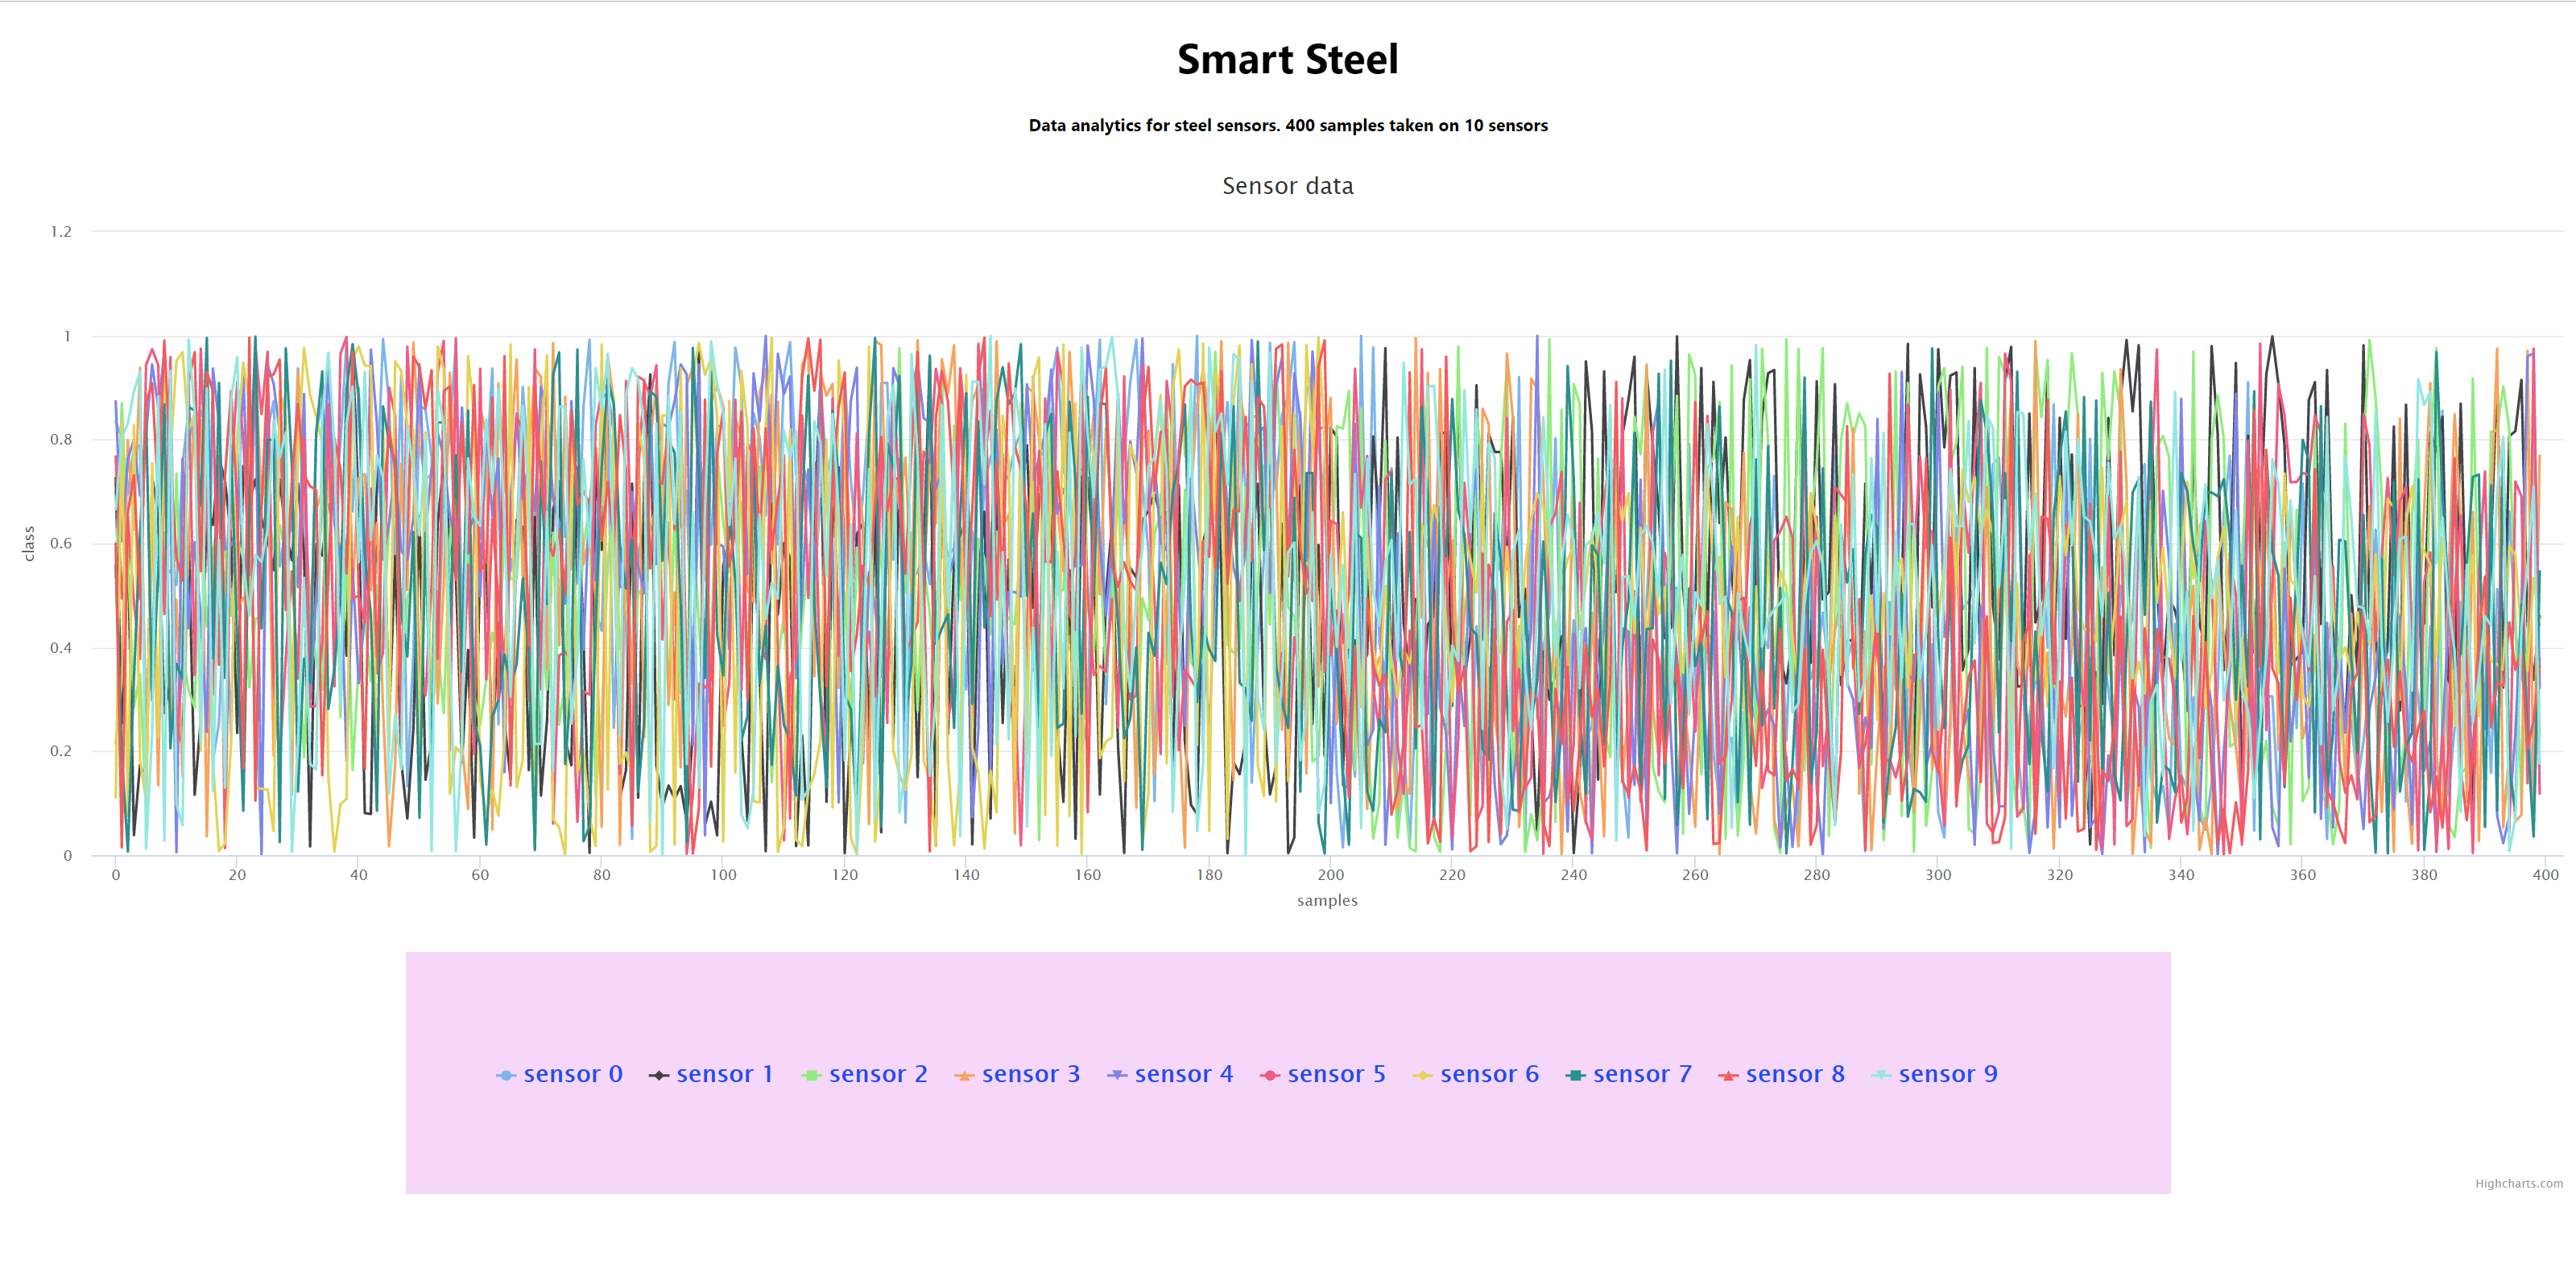 Smart Steel
Data analytics for steel sensors. 400 samples taken on 10 sensors
Sensor data
1.2
1
0.8
0.6
0.4
0.2
0
class
0 20 40 60 80 100 120 140 160 180 200 220 240 260 280 300 320 340 360 380 400
samples
sensor 0 sensor 1 sensor 2 sensor 3 sensor 4 sensor 5 sensor 6 sensor 7 sensor 8 sensor 9
Highcharts.com